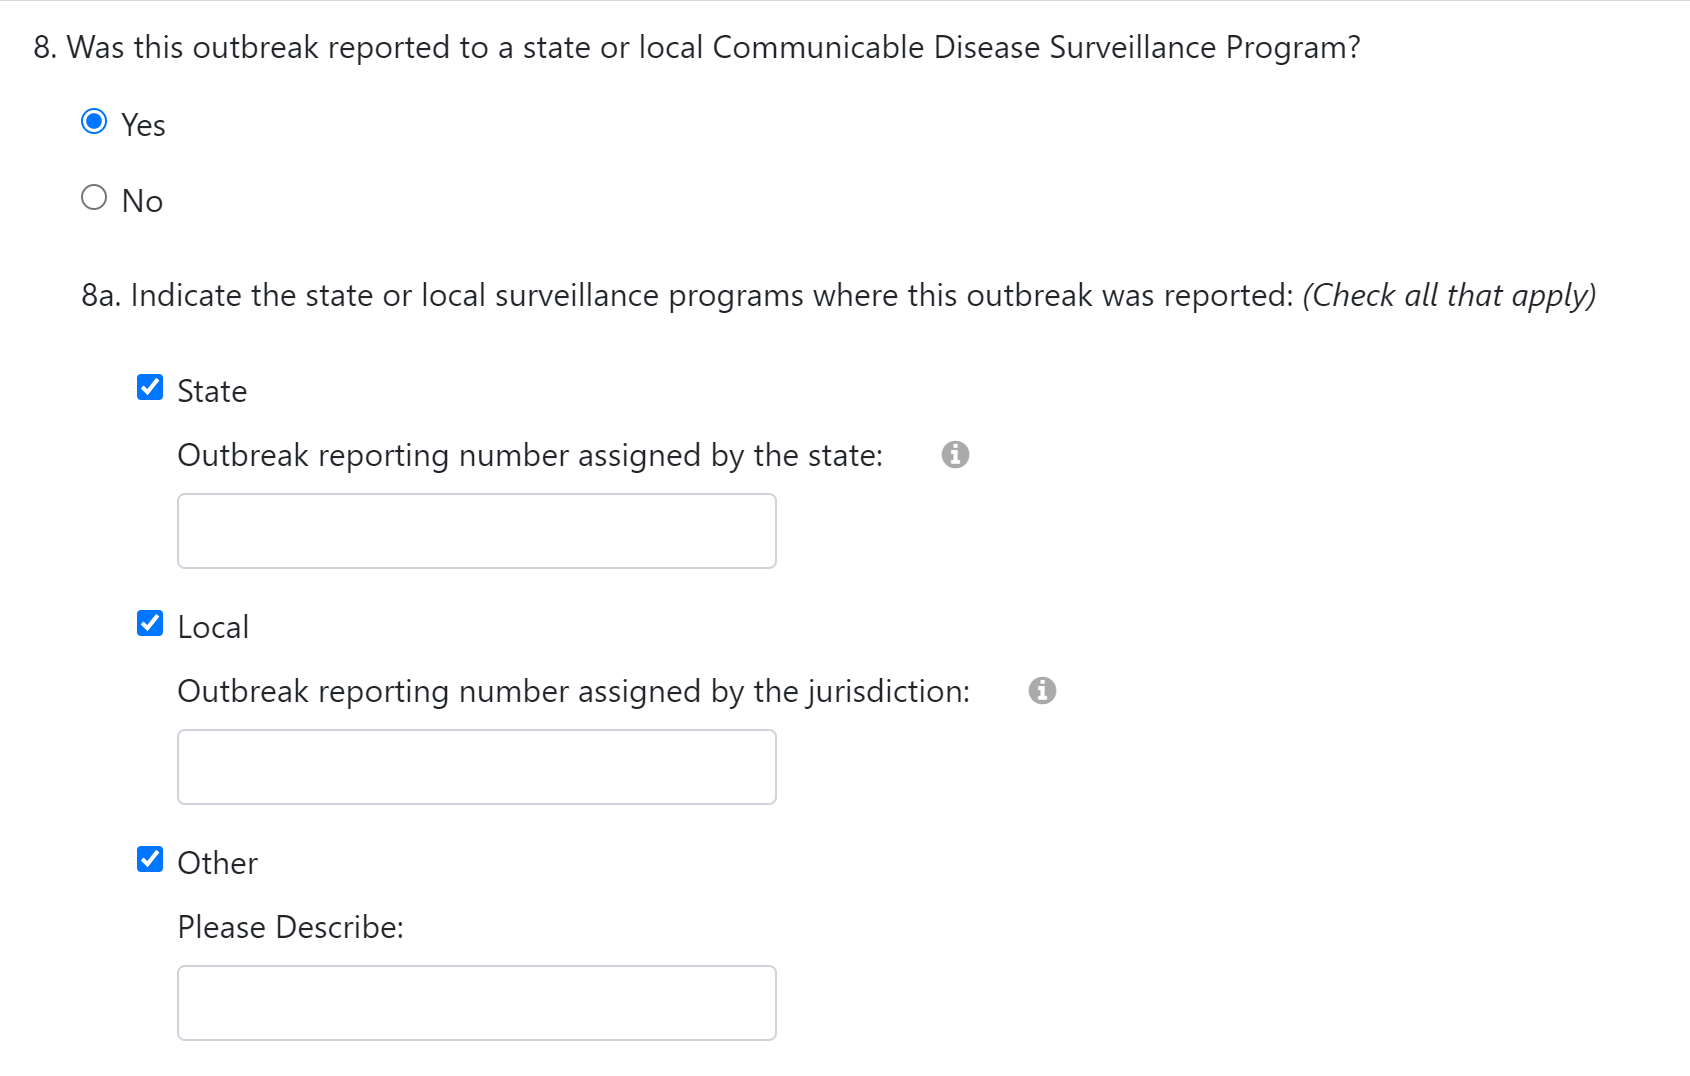 8. Was this outbreak reported to a state or local Communicable Disease Surveillance Program?
Yes
No
8a. Indicate the state or local surveillance programs where this outbreak was reported: (Check all that apply)
State
Outbreak reporting number assigned by the state:
Local
Outbreak reporting number assigned by the jurisdiction:
Other
Please Describe: